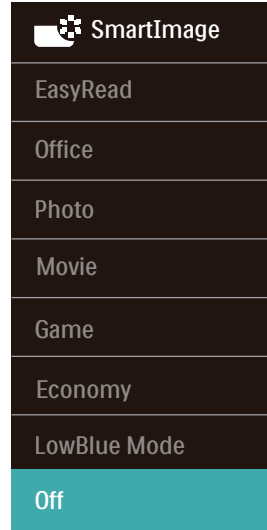 SmartImage
EasyRead
Office
Photo
Movie
Game
Economy
LowBlue Mode
Off